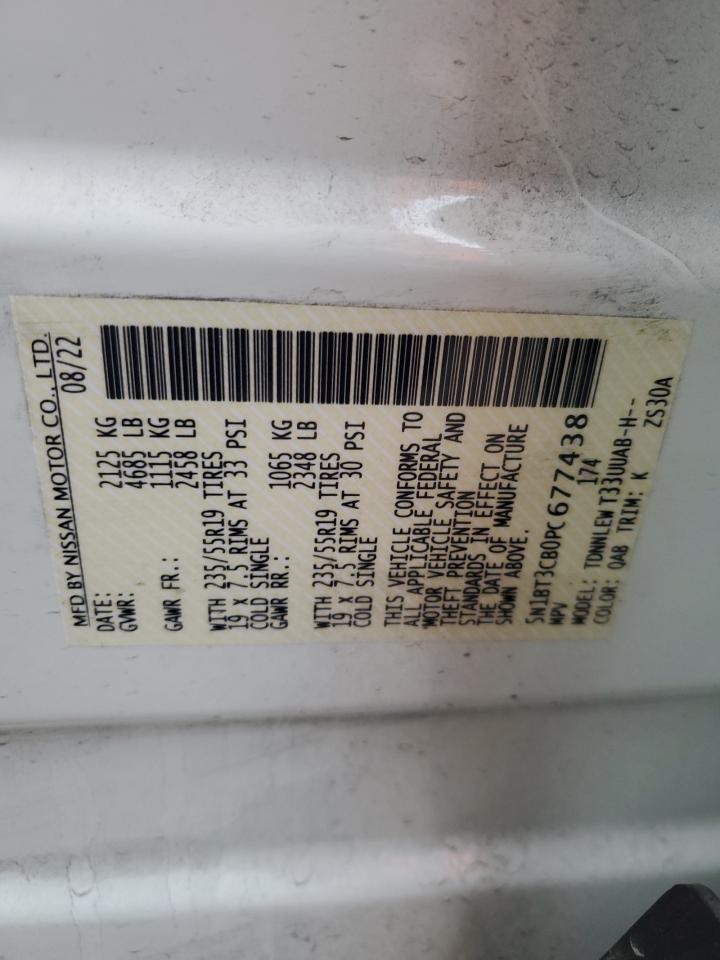 MFD BY NISSAN MOTOR CO., LTD.
DATE: 08/22
GVWR: 2125 KG
4685 LB
GAWR FR.: 1115 KG
2458 LB
WITH 235/55R19 TIRES
19 X 7.5 RIMS AT 33 PSI
COLD SINGLE
GAWR RR.: 1065 KG
2348 LB
WITH 235/55R19 TIRES
19 X 7.5 RIMS AT 30 PSI
COLD SINGLE
THIS VEHICLE CONFORMS TO
ALL APPLICABLE FEDERAL
MOTOR VEHICLE SAFETY AND
THEFT PREVENTION
STANDARDS IN EFFECT ON
THE DATE OF MANUFACTURE
SHOWN ABOVE.
5N1BT3CB0PC677438
MPV 174
MODEL: TDNNLEW T33UUAB-H--
COLOR: QAB TRIM: K ZS30A